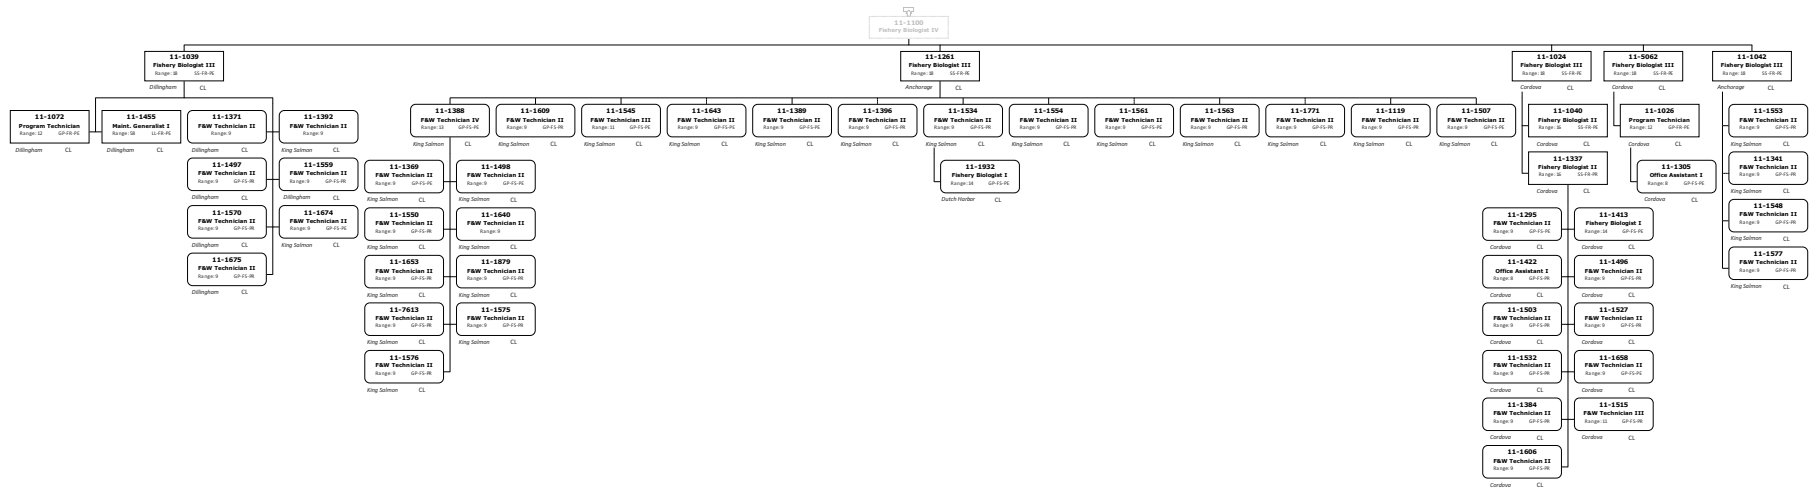 11-1100
Fishery Biologist IV
11-1039
Fishery Biologist III
Range: 18 SS-FR-PE
Dillingham CL
11-1261
Fishery Biologist III
Range: 18 SS-FR-PE
Anchorage CL
11-1024
Fishery Biologist III
Range: 18 SS-FR-PE
Cordova CL
11-5062
Fishery Biologist III
Range: 18 SS-FR-PE
Cordova CL
11-1042
Fishery Biologist III
Range: 18 SS-FR-PE
Anchorage CL
11-1072
Program Technician
Range: 12 GP-FR-PE
Dillingham CL
11-1455
Maint. Generalist I
Range: 58 LL-FR-PE
Dillingham CL
11-1371
F&W Technician II
Range: 9
Dillingham CL
11-1392
F&W Technician II
Range: 9
King Salmon CL
11-1497
F&W Technician II
Range: 9 GP-FS-PR
Dillingham CL
11-1559
F&W Technician II
Range: 9 GP-FS-PR
Dillingham CL
11-1570
F&W Technician II
Range: 9 GP-FS-PR
Dillingham CL
11-1674
F&W Technician II
Range: 9 GP-FS-PE
King Salmon CL
11-1675
F&W Technician II
Range: 9 GP-FS-PR
Dillingham CL
11-1388
F&W Technician IV
Range: 13 GP-FS-PE
King Salmon CL
11-1609
F&W Technician II
Range: 9 GP-FS-PR
King Salmon CL
11-1545
F&W Technician III
Range: 11 GP-FS-PE
King Salmon CL
11-1643
F&W Technician II
Range: 9 GP-FS-PE
King Salmon CL
11-1389
F&W Technician II
Range: 9 GP-FS-PE
King Salmon CL
11-1396
F&W Technician II
Range: 9 GP-FS-PE
King Salmon CL
11-1534
F&W Technician II
Range: 9 GP-FS-PE
King Salmon CL
11-1554
F&W Technician II
Range: 9 GP-FS-PR
King Salmon CL
11-1561
F&W Technician II
Range: 9 GP-FS-PE
King Salmon CL
11-1563
F&W Technician II
Range: 9 GP-FS-PR
King Salmon CL
11-1771
F&W Technician II
Range: 9 GP-FS-PR
King Salmon CL
11-1119
F&W Technician II
Range: 9 GP-FS-PR
King Salmon CL
11-1507
F&W Technician II
Range: 9 GP-FS-PE
King Salmon CL
11-1369
F&W Technician II
Range: 9 GP-FS-PE
King Salmon CL
11-1498
F&W Technician II
Range: 9 GP-FS-PE
King Salmon CL
11-1550
F&W Technician II
Range: 9 GP-FS-PR
King Salmon CL
11-1640
F&W Technician II
Range: 9
King Salmon CL
11-1653
F&W Technician II
Range: 9 GP-FS-PR
King Salmon CL
11-1879
F&W Technician II
Range: 9 GP-FS-PR
King Salmon CL
11-7613
F&W Technician II
Range: 9 GP-FS-PR
King Salmon CL
11-1575
F&W Technician II
Range: 9 GP-FS-PR
King Salmon CL
11-1576
F&W Technician II
Range: 9 GP-FS-PR
King Salmon CL
11-1932
Fishery Biologist I
Range: 14 GP-FS-PE
Dutch Harbor CL
11-1040
Fishery Biologist II
Range: 16 SS-FR-PE
Cordova CL
11-1337
Fishery Biologist II
Range: 16 SS-FR-PR
Cordova CL
11-1295
F&W Technician II
Range: 9 GP-FS-PE
Cordova CL
11-1413
Fishery Biologist I
Range: 14 GP-FS-PE
Cordova CL
11-1422
Office Assistant I
Range: 8 GP-FS-PR
Cordova CL
11-1496
F&W Technician II
Range: 9 GP-FS-PR
Cordova CL
11-1503
F&W Technician II
Range: 9 GP-FS-PR
Cordova CL
11-1527
F&W Technician II
Range: 9 GP-FS-PR
Cordova CL
11-1532
F&W Technician II
Range: 9 GP-FS-PR
Cordova CL
11-1658
F&W Technician II
Range: 9 GP-FS-PE
Cordova CL
11-1384
F&W Technician II
Range: 9 GP-FS-PR
Cordova CL
11-1515
F&W Technician III
Range: 11 GP-FS-PR
Cordova CL
11-1606
F&W Technician II
Range: 9 GP-FS-PR
Cordova CL
11-1026
Program Technician
Range: 12 GP-FR-PE
Cordova CL
11-1305
Office Assistant I
Range: 8 GP-FS-PE
Cordova CL
11-1553
F&W Technician II
Range: 9 GP-FS-PR
King Salmon CL
11-1341
F&W Technician II
Range: 9 GP-FS-PR
King Salmon CL
11-1548
F&W Technician II
Range: 9 GP-FS-PR
King Salmon CL
11-1577
F&W Technician II
Range: 9 GP-FS-PR
King Salmon CL